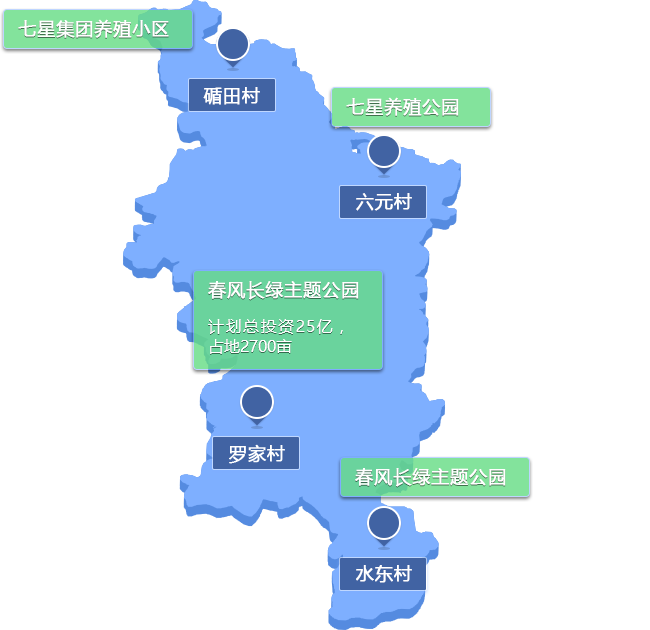 七星集团养殖小区
碷田村
七星养殖公园
六元村
春风长绿主题公园
计划总投资25亿，
占地2700亩
罗家村
春风长绿主题公园
水东村